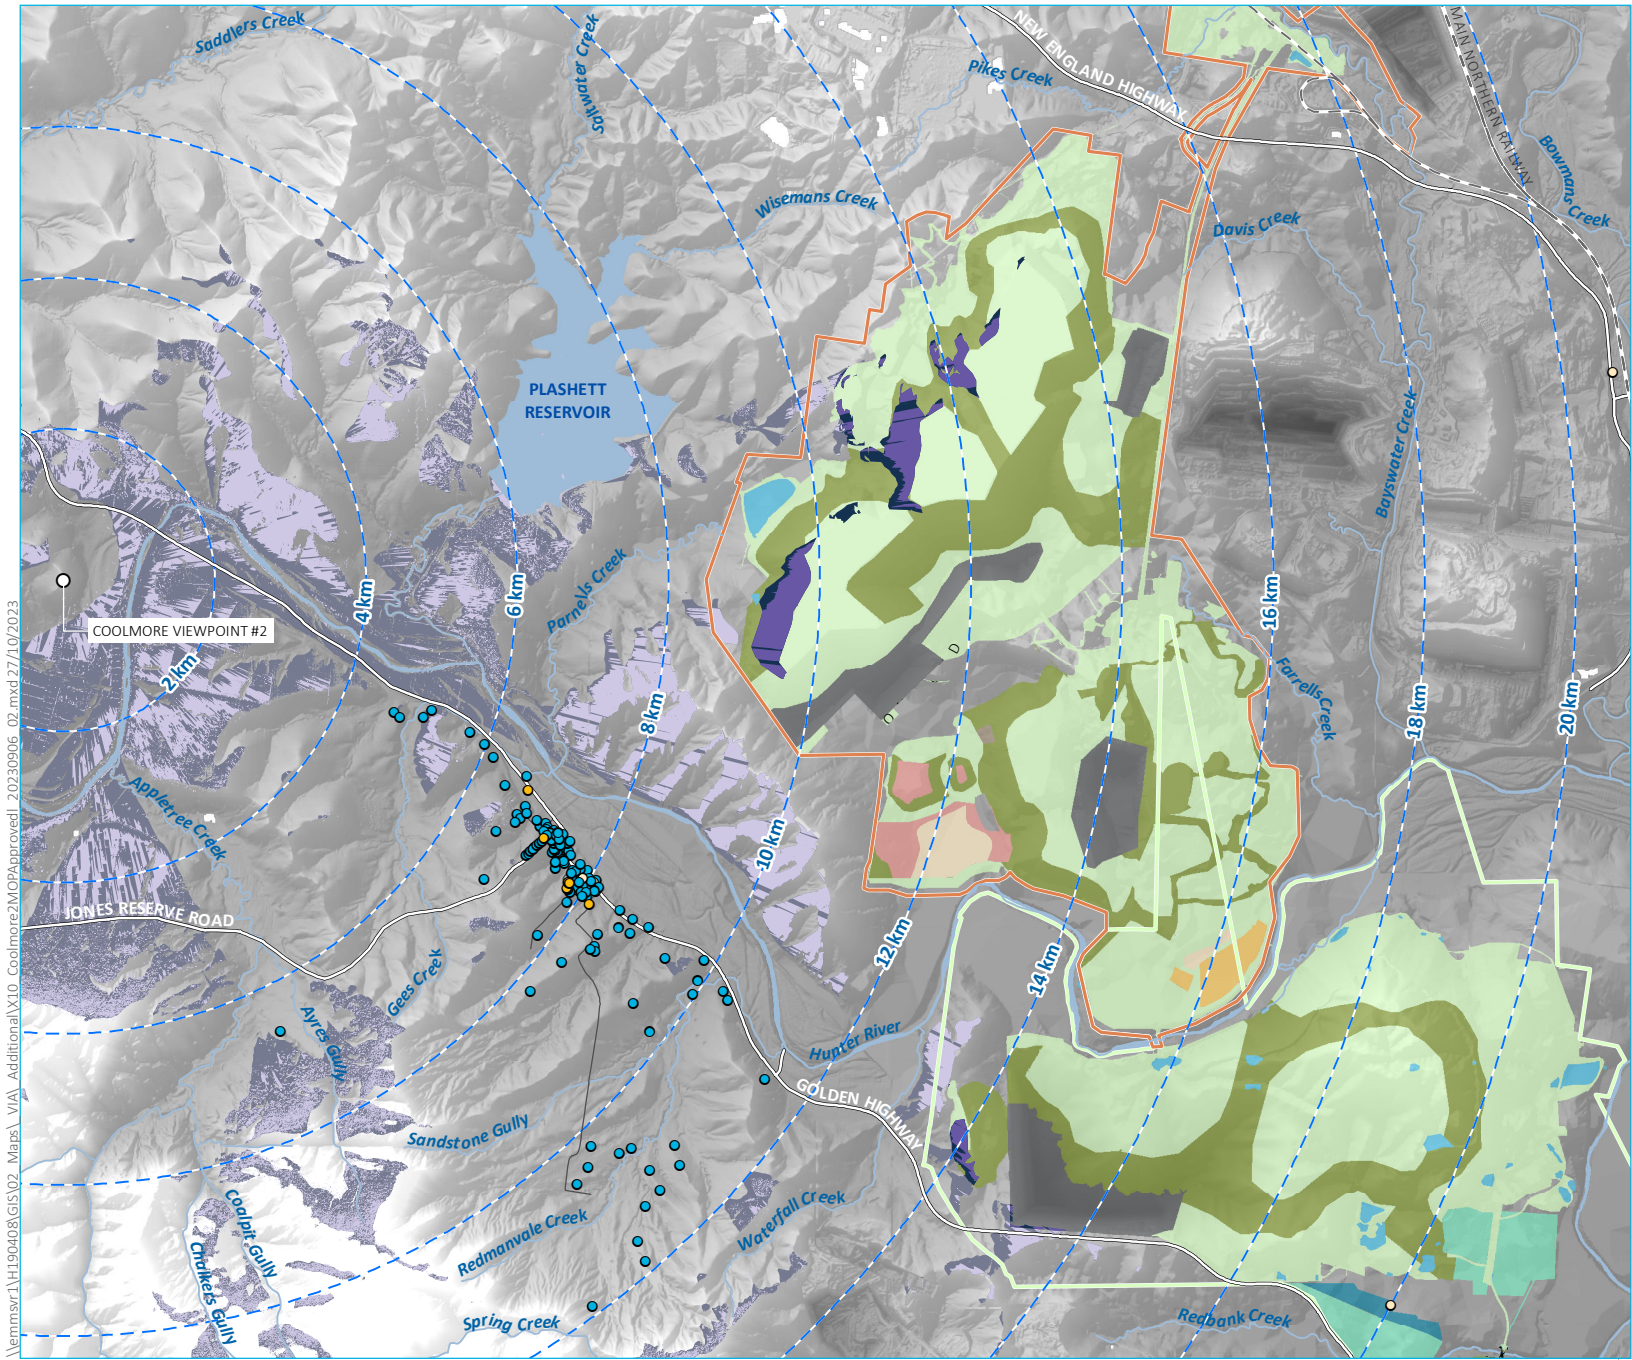 Saddlers Creek
Saltwater Creek
NEW ENGLAND HIGHWAY
Pikes Creek
MAIN NORTHERN RAILWAY
Bowmans Creek
Wisemans Creek
Davis Creek
PLASHETT
RESERVOIR
Bayswater Creek
Parnells Creek
COOLMORE VIEWPOINT #2
2 km
4 km
6 km
8 km
10 km
12 km
14 km
16 km
18 km
20 km
D
O
Farrells Creek
Appletree Creek
JONES RESERVE ROAD
Gees Creek
Ayres Gully
Hunter River
GOLDEN HIGHWAY
Sandstone Gully
Coalpit Gully
Chalkers Gully
Redmanvale Creek
Waterfall Creek
Spring Creek
Redbank Creek
\\emmsvr1\H190408\GIS\02_Maps\_VIA\_Additional\X10_Coolmore2MOPApproved_20230906_02.mxd 27/10/2023